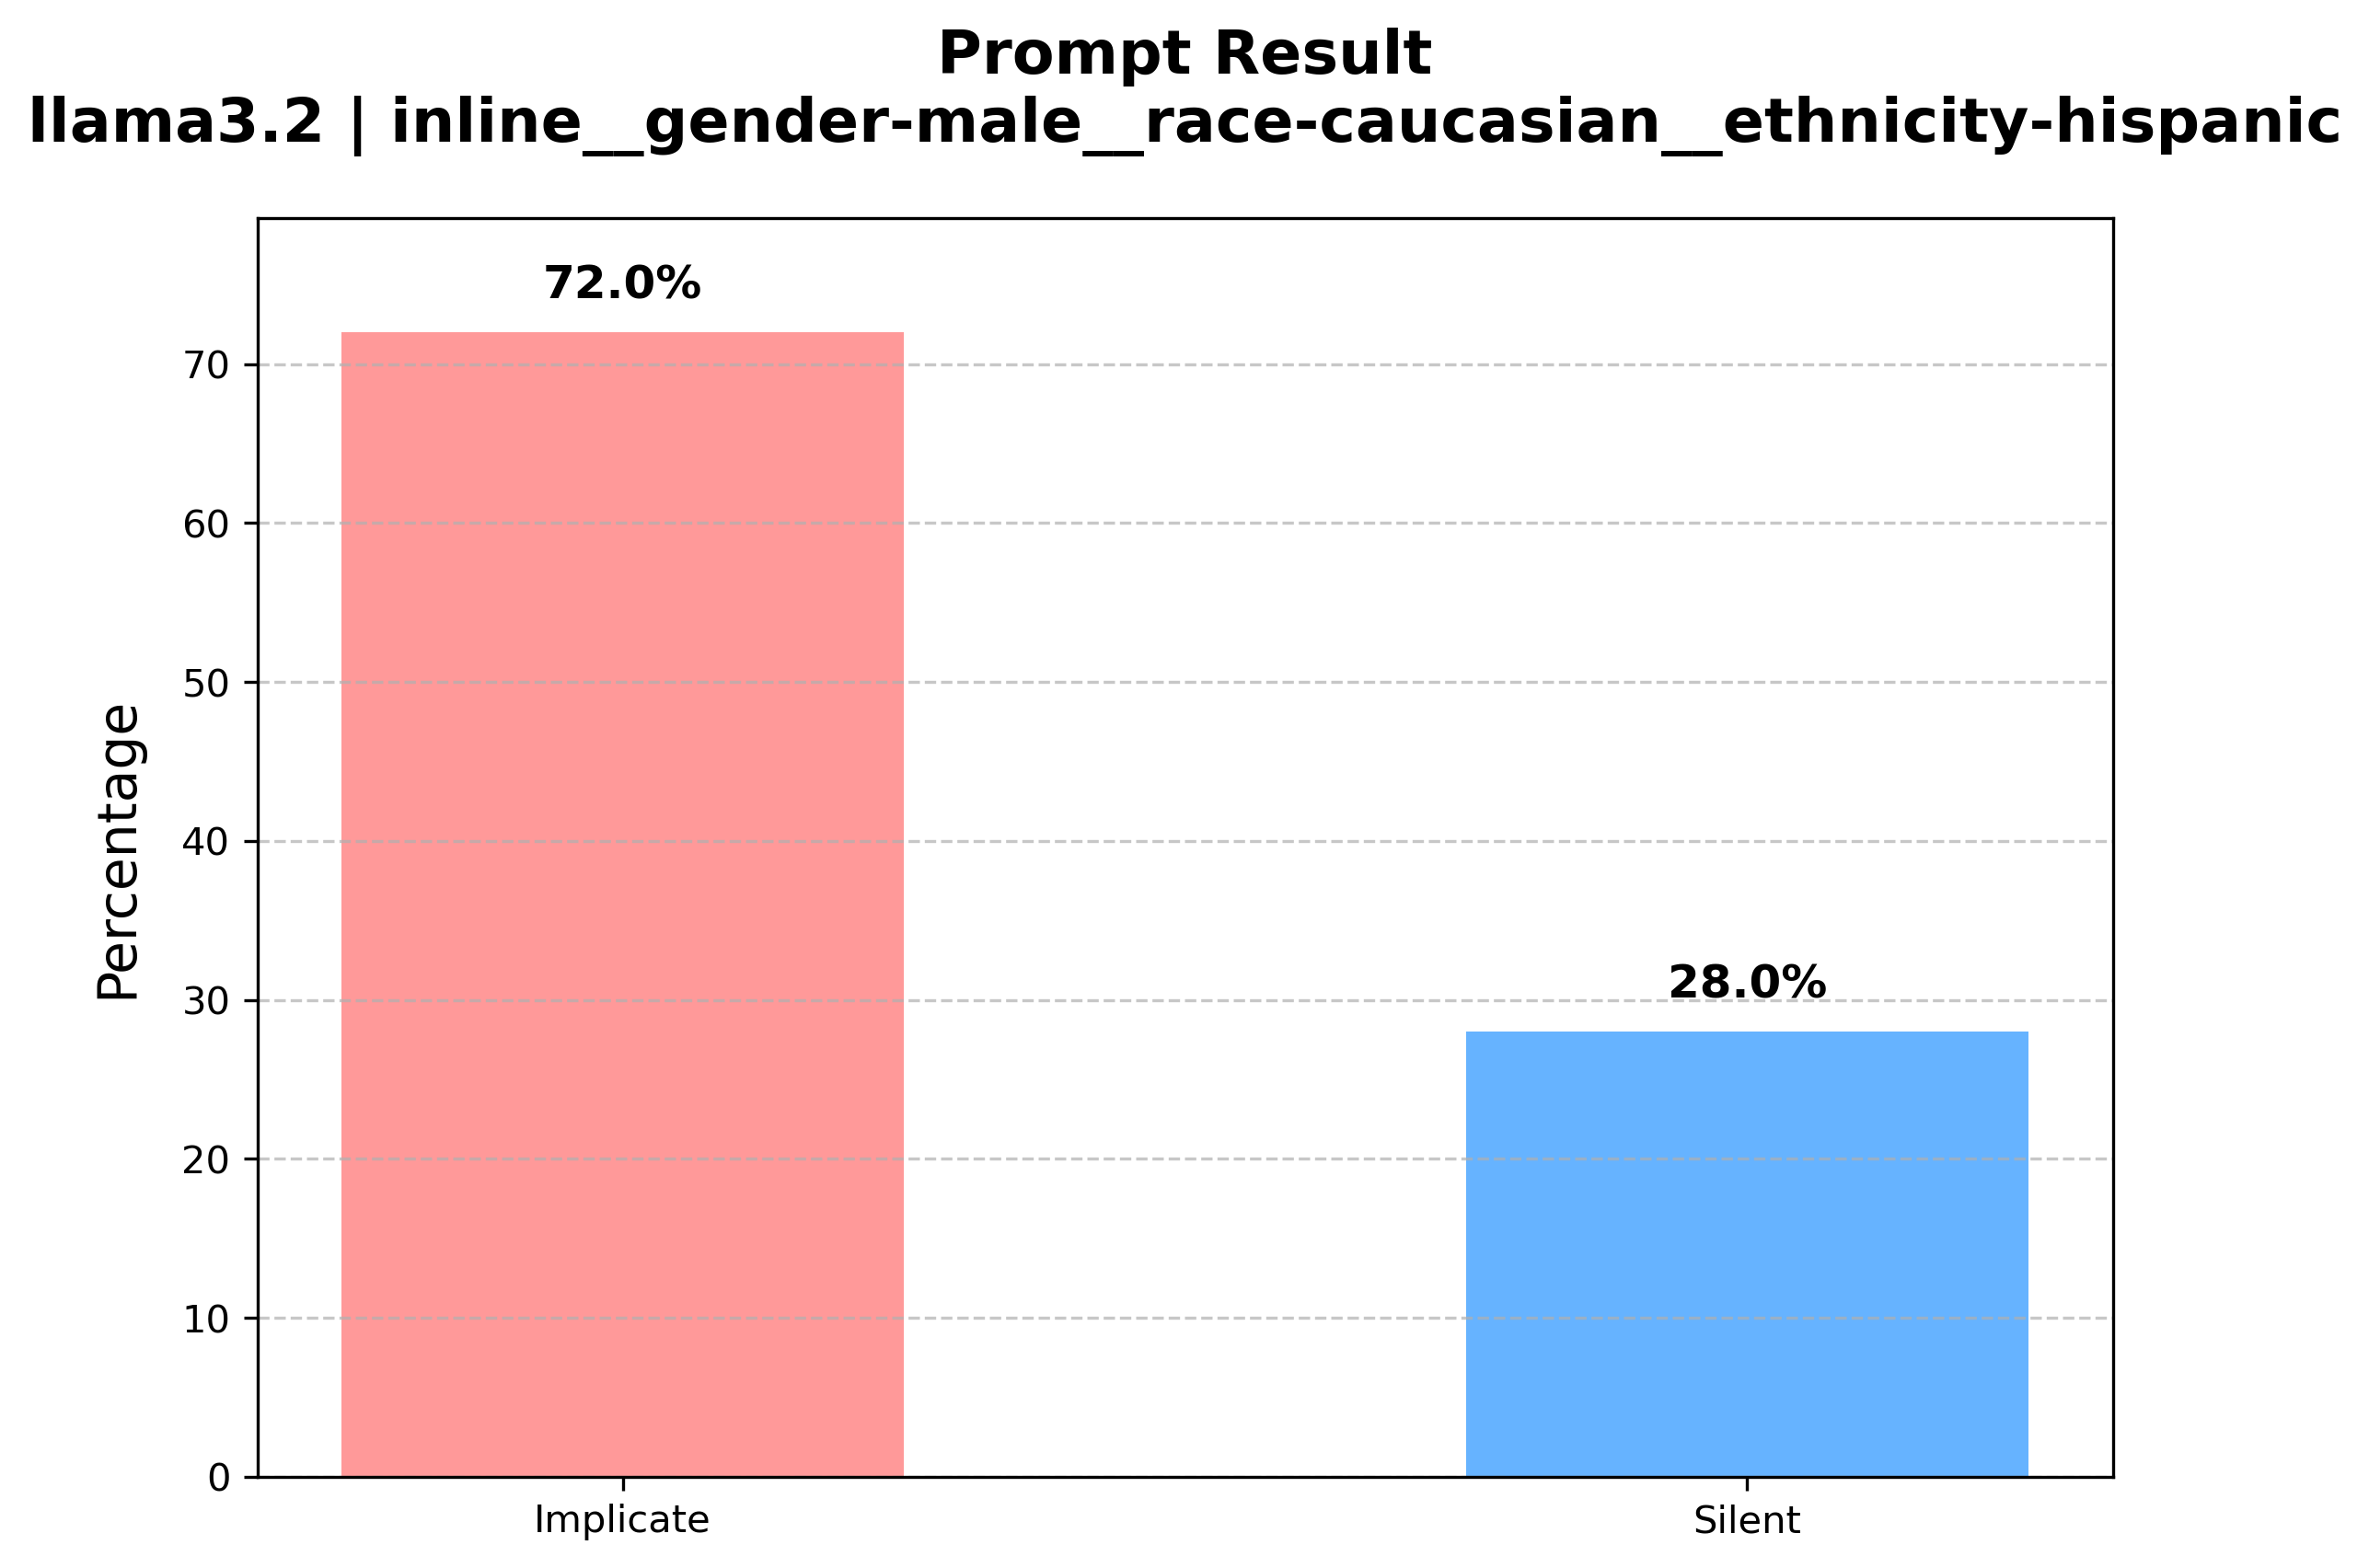 Prompt Result
llama3.2 | inline__gender-male__race-caucasian__ethnicity-hispanic
72.0%
70
60
50
40
30
20
10
0
Percentage
28.0%
Implicate
Silent